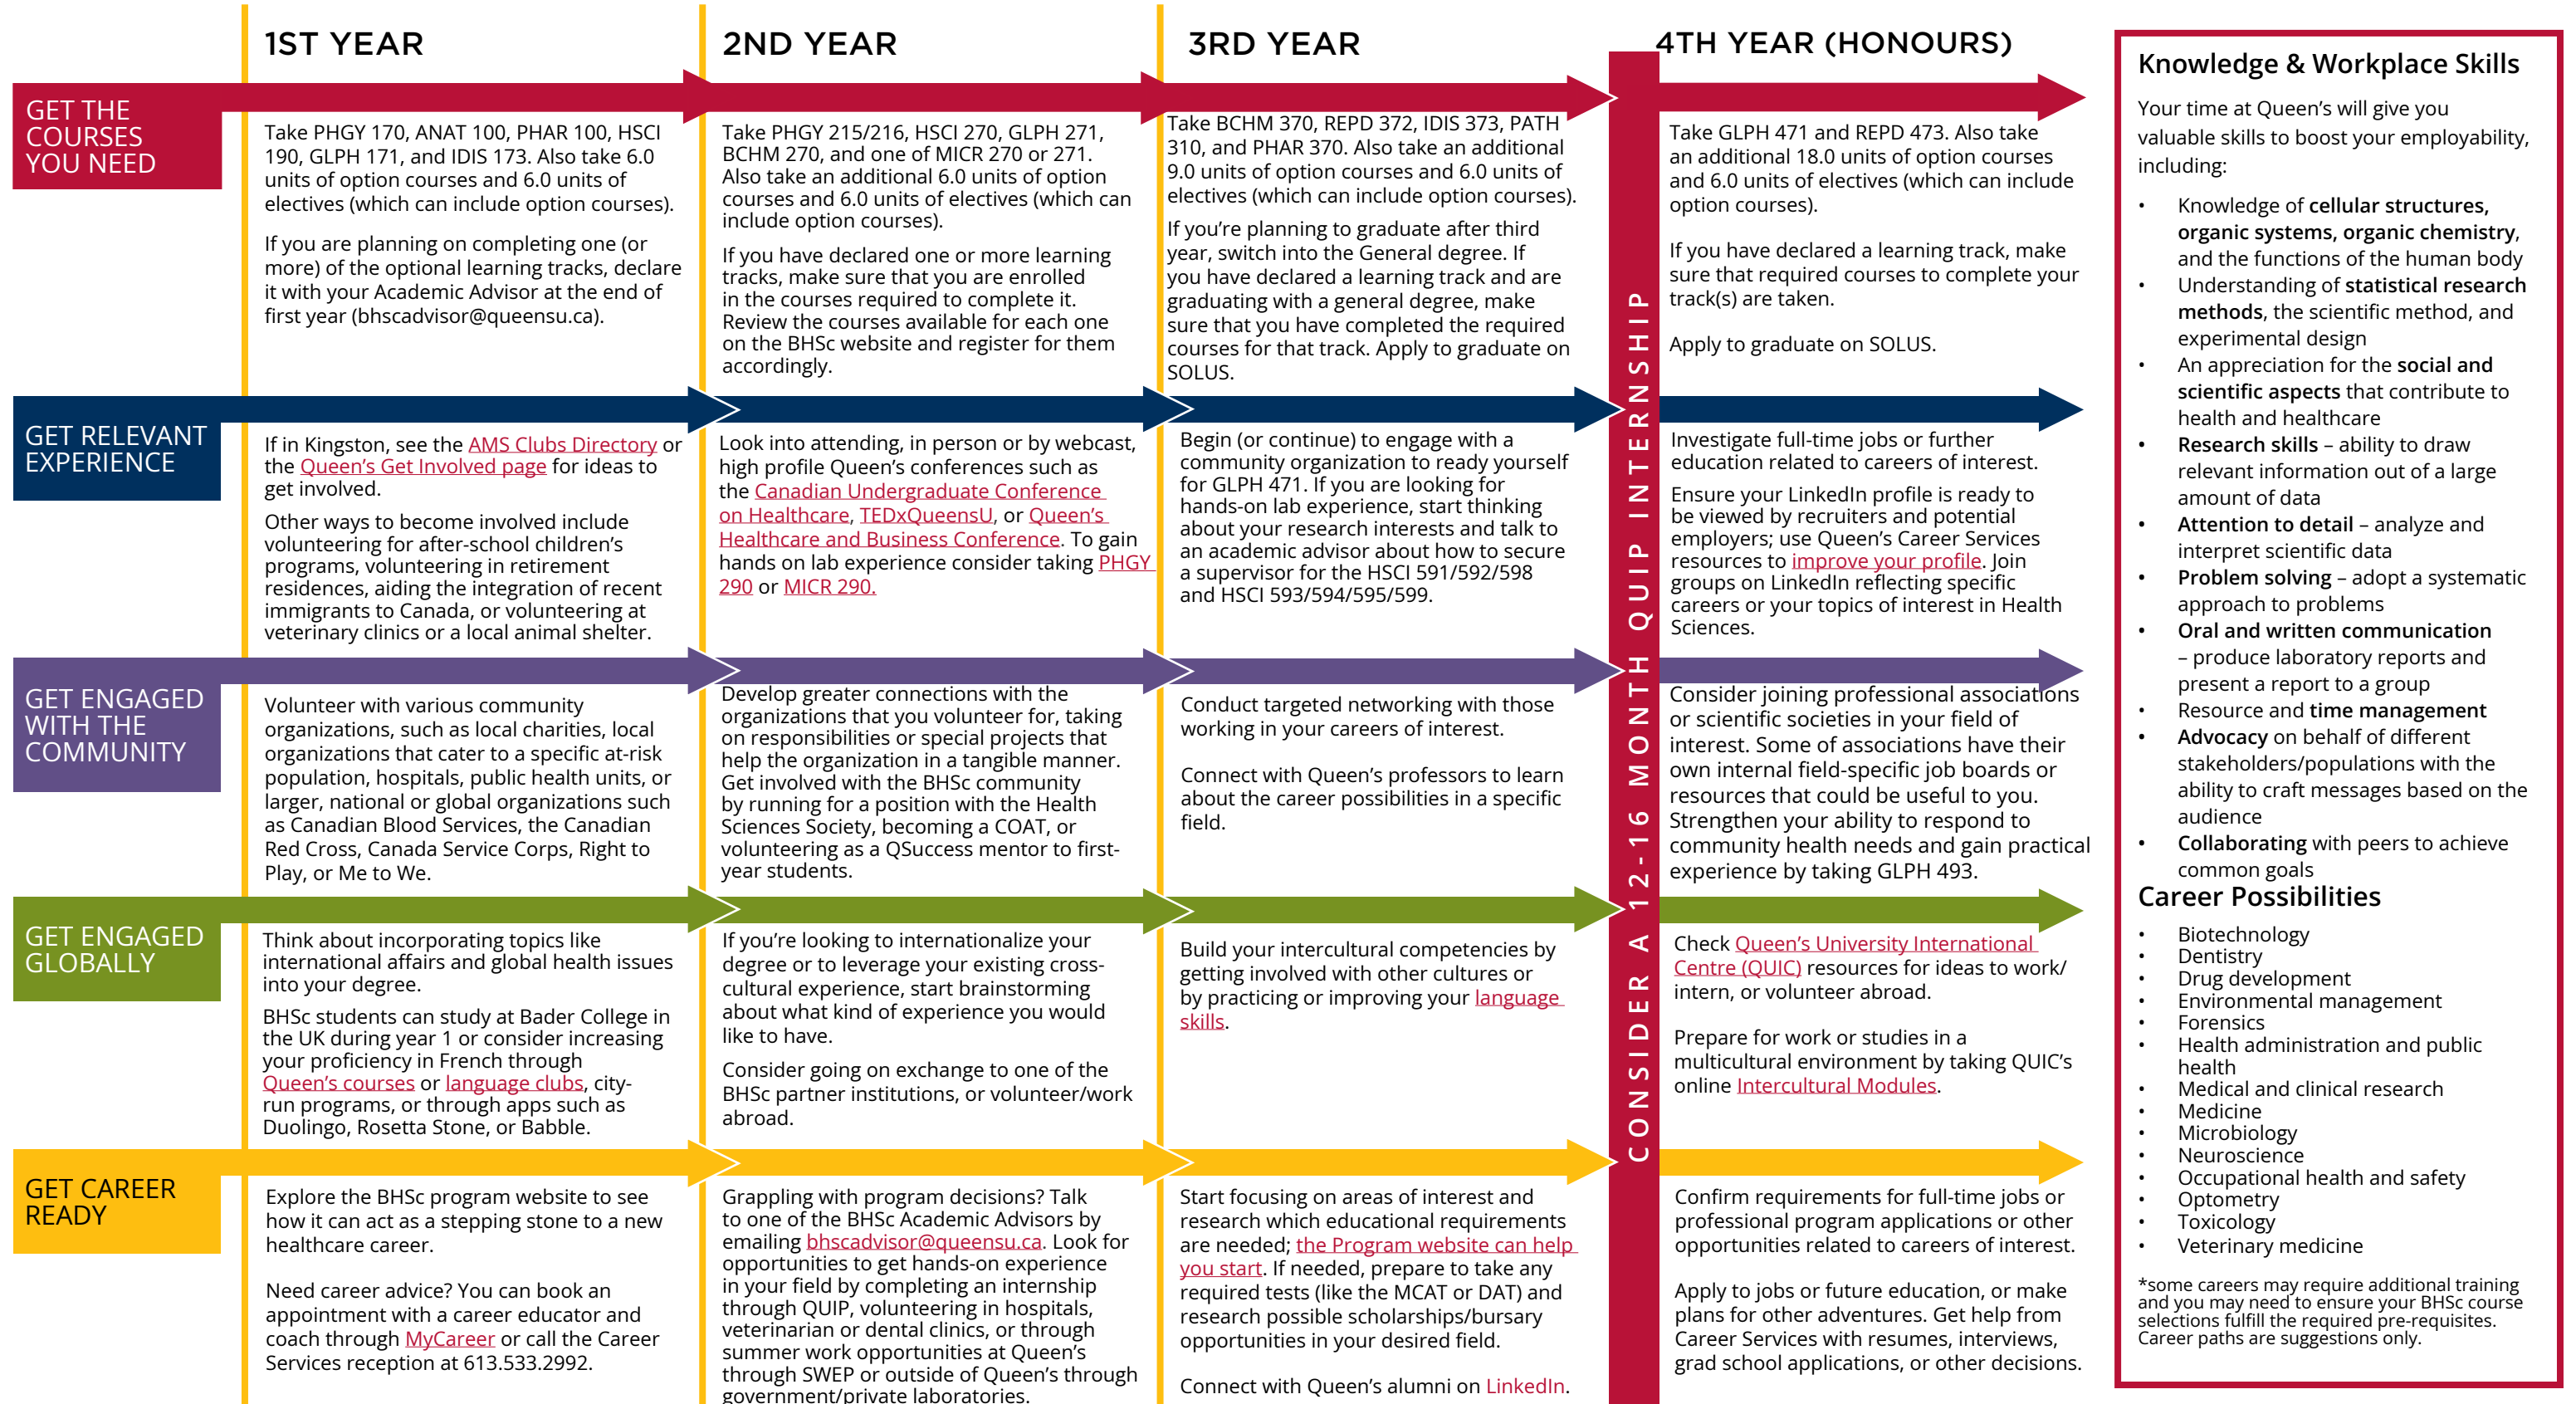 1ST YEAR
2ND YEAR
3RD YEAR
4TH YEAR (HONOURS)
GET THE
COURSES
YOU NEED
Take PHGY 170, ANAT 100, PHAR 100, HSCI
190, GLPH 171, and IDIS 173. Also take 6.0
units of option courses and 6.0 units of
electives (which can include option courses).
If you are planning on completing one (or
more) of the optional learning tracks, declare
it with your Academic Advisor at the end of
first year (bhscadvisor@queensu.ca).
Take PHGY 215/216, HSCI 270, GLPH 271,
BCHM 270, and one of MICR 270 or 271.
Also take an additional 6.0 units of option
courses and 6.0 units of electives (which can
include option courses).
If you have declared one or more learning
tracks, make sure that you are enrolled
in the courses required to complete it.
Review the courses available for each one
on the BHSc website and register for them
accordingly.
Take BCHM 370, REPD 372, IDIS 373, PATH
310, and PHAR 370. Also take an additional
9.0 units of option courses and 6.0 units of
electives (which can include option courses).
If you're planning to graduate after third
year, switch into the General degree. If
you have declared a learning track and are
graduating with a general degree, make
sure that you have completed the required
courses for that track. Apply to graduate on
SOLUS.
Take GLPH 471 and REPD 473. Also take
an additional 18.0 units of option courses
and 6.0 units of electives (which can include
option courses).
If you have declared a learning track, make
sure that required courses to complete your
track(s) are taken.
Apply to graduate on SOLUS.
GET RELEVANT
EXPERIENCE
If in Kingston, see the AMS Clubs Directory or
the Queen's Get Involved page for ideas to
get involved.
Other ways to become involved include
volunteering for after-school children's
programs, volunteering in retirement
residences, aiding the integration of recent
immigrants to Canada, or volunteering at
veterinary clinics or a local animal shelter.
Look into attending, in person or by webcast,
high profile Queen's conferences such as
the Canadian Undergraduate Conference
on Healthcare, TEDxQueensU, or Queen's
Healthcare and Business Conference. To gain
hands on lab experience consider taking PHGY
290 or MICR 290.
Begin (or continue) to engage with a
community organization to ready yourself
for GLPH 471. If you are looking for
hands-on lab experience, start thinking
about your research interests and talk to
an academic advisor about how to secure
a supervisor for the HSCI 591/592/598
and HSCI 593/594/595/599.
Investigate full-time jobs or further
education related to careers of interest.
Ensure your LinkedIn profile is ready to
be viewed by recruiters and potential
employers; use Queen's Career Services
resources to improve your profile. Join
groups on LinkedIn reflecting specific
careers or your topics of interest in Health
Sciences.
GET ENGAGED
WITH THE
COMMUNITY
Volunteer with various community
organizations, such as local charities, local
organizations that cater to a specific at-risk
population, hospitals, public health units, or
larger, national or global organizations such
as Canadian Blood Services, the Canadian
Red Cross, Canada Service Corps, Right to
Play, or Me to We.
Develop greater connections with the
organizations that you volunteer for, taking
on responsibilities or special projects that
help the organization in a tangible manner.
Get involved with the BHSc community
by running for a position with the Health
Sciences Society, becoming a COAT, or
volunteering as a QSuccess mentor to first-
year students.
Conduct targeted networking with those
working in your careers of interest.
Connect with Queen's professors to learn
about the career possibilities in a specific
field.
Consider joining professional associations
or scientific societies in your field of
interest. Some of associations have their
own internal field-specific job boards or
resources that could be useful to you.
Strengthen your ability to respond to
community health needs and gain practical
experience by taking GLPH 493.
GET ENGAGED
GLOBALLY
Think about incorporating topics like
international affairs and global health issues
into your degree.
BHSc students can study at Bader College in
the UK during year 1 or consider increasing
your proficiency in French through
Queen's courses or language clubs, city-
run programs, or through apps such as
Duolingo, Rosetta Stone, or Babble.
If you're looking to internationalize your
degree or to leverage your existing cross-
cultural experience, start brainstorming
about what kind of experience you would
like to have.
Consider going on exchange to one of the
BHSc partner institutions, or volunteer/work
abroad.
Build your intercultural competencies by
getting involved with other cultures or
by practicing or improving your language
skills.
Check Queen's University International
Centre (QUIC) resources for ideas to work/
intern, or volunteer abroad.
Prepare for work or studies in a
multicultural environment by taking QUIC's
online Intercultural Modules.
GET CAREER
READY
Explore the BHSc program website to see
how it can act as a stepping stone to a new
healthcare career.
Need career advice? You can book an
appointment with a career educator and
coach through MyCareer or call the Career
Services reception at 613.533.2992.
Grappling with program decisions? Talk
to one of the BHSc Academic Advisors by
emailing bhscadvisor@queensu.ca. Look for
opportunities to get hands-on experience
in your field by completing an internship
through QUIP, volunteering in hospitals,
veterinarian or dental clinics, or through
summer work opportunities at Queen's
through SWEP or outside of Queen's through
government/private laboratories.
Start focusing on areas of interest and
research which educational requirements
are needed; the Program website can help
you start. If needed, prepare to take any
required tests (like the MCAT or DAT) and
research possible scholarships/bursary
opportunities in your desired field.
Connect with Queen's alumni on LinkedIn.
Confirm requirements for full-time jobs or
professional program applications or other
opportunities related to careers of interest.
Apply to jobs or future education, or make
plans for other adventures. Get help from
Career Services with resumes, interviews,
grad school applications, or other decisions.
CONSIDER A 12-16 MONTH QUIP INTERNSHIP
Knowledge & Workplace Skills
Your time at Queen's will give you
valuable skills to boost your employability,
including:
• Knowledge of cellular structures,
organic systems, organic chemistry,
and the functions of the human body
• Understanding of statistical research
methods, the scientific method, and
experimental design
• An appreciation for the social and
scientific aspects that contribute to
health and healthcare
• Research skills – ability to draw
relevant information out of a large
amount of data
• Attention to detail – analyze and
interpret scientific data
• Problem solving – adopt a systematic
approach to problems
• Oral and written communication
– produce laboratory reports and
present a report to a group
• Resource and time management
• Advocacy on behalf of different
stakeholders/populations with the
ability to craft messages based on the
audience
• Collaborating with peers to achieve
common goals
Career Possibilities
• Biotechnology
• Dentistry
• Drug development
• Environmental management
• Forensics
• Health administration and public
health
• Medical and clinical research
• Medicine
• Microbiology
• Neuroscience
• Occupational health and safety
• Optometry
• Toxicology
• Veterinary medicine
*some careers may require additional training
and you may need to ensure your BHSc course
selections fulfill the required pre-requisites.
Career paths are suggestions only.